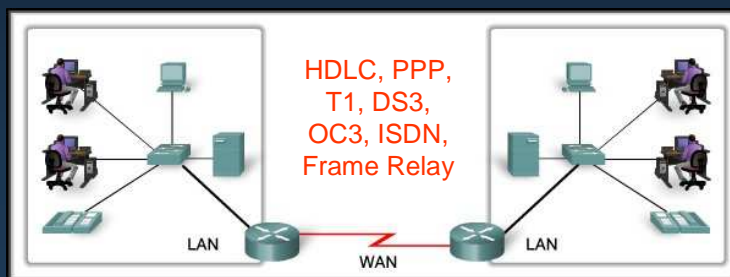 HDLC, PPP,
T1, DS3,
OC3, ISDN,
Frame Relay
LAN
WAN
LAN